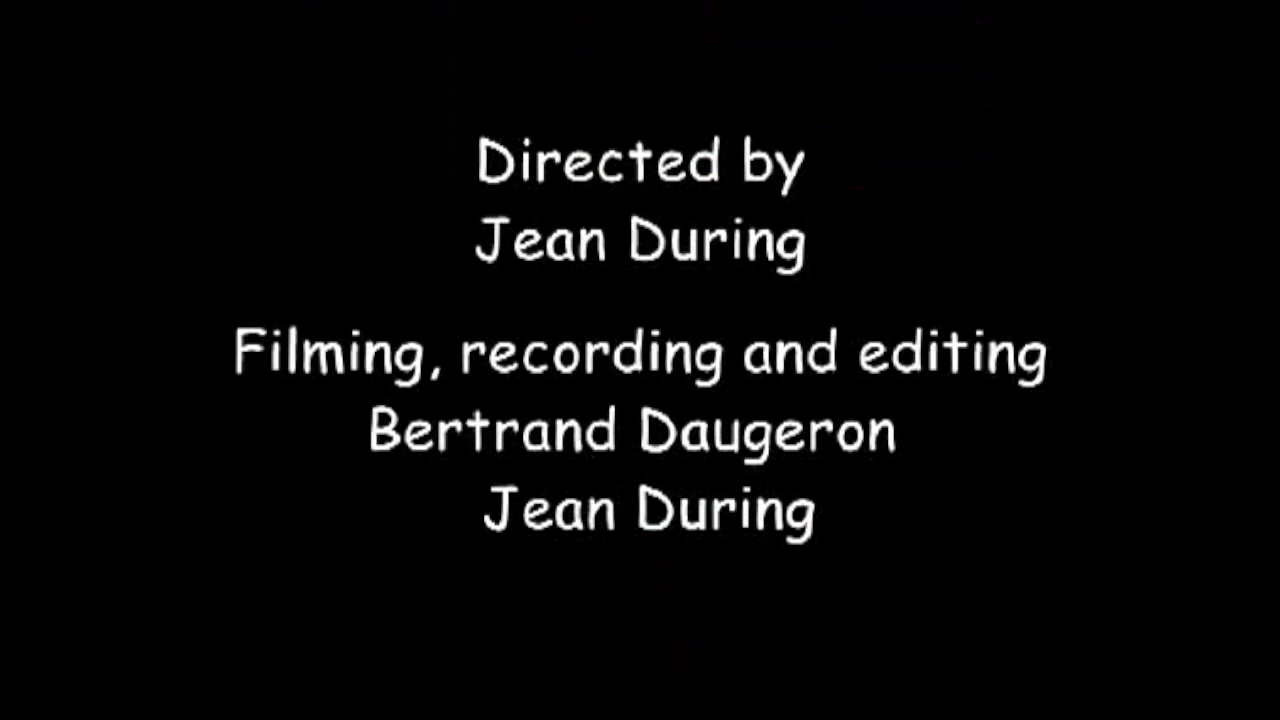 Directed by
Jean During
Filming, recording and editing
Bertrand Daugeron
Jean During